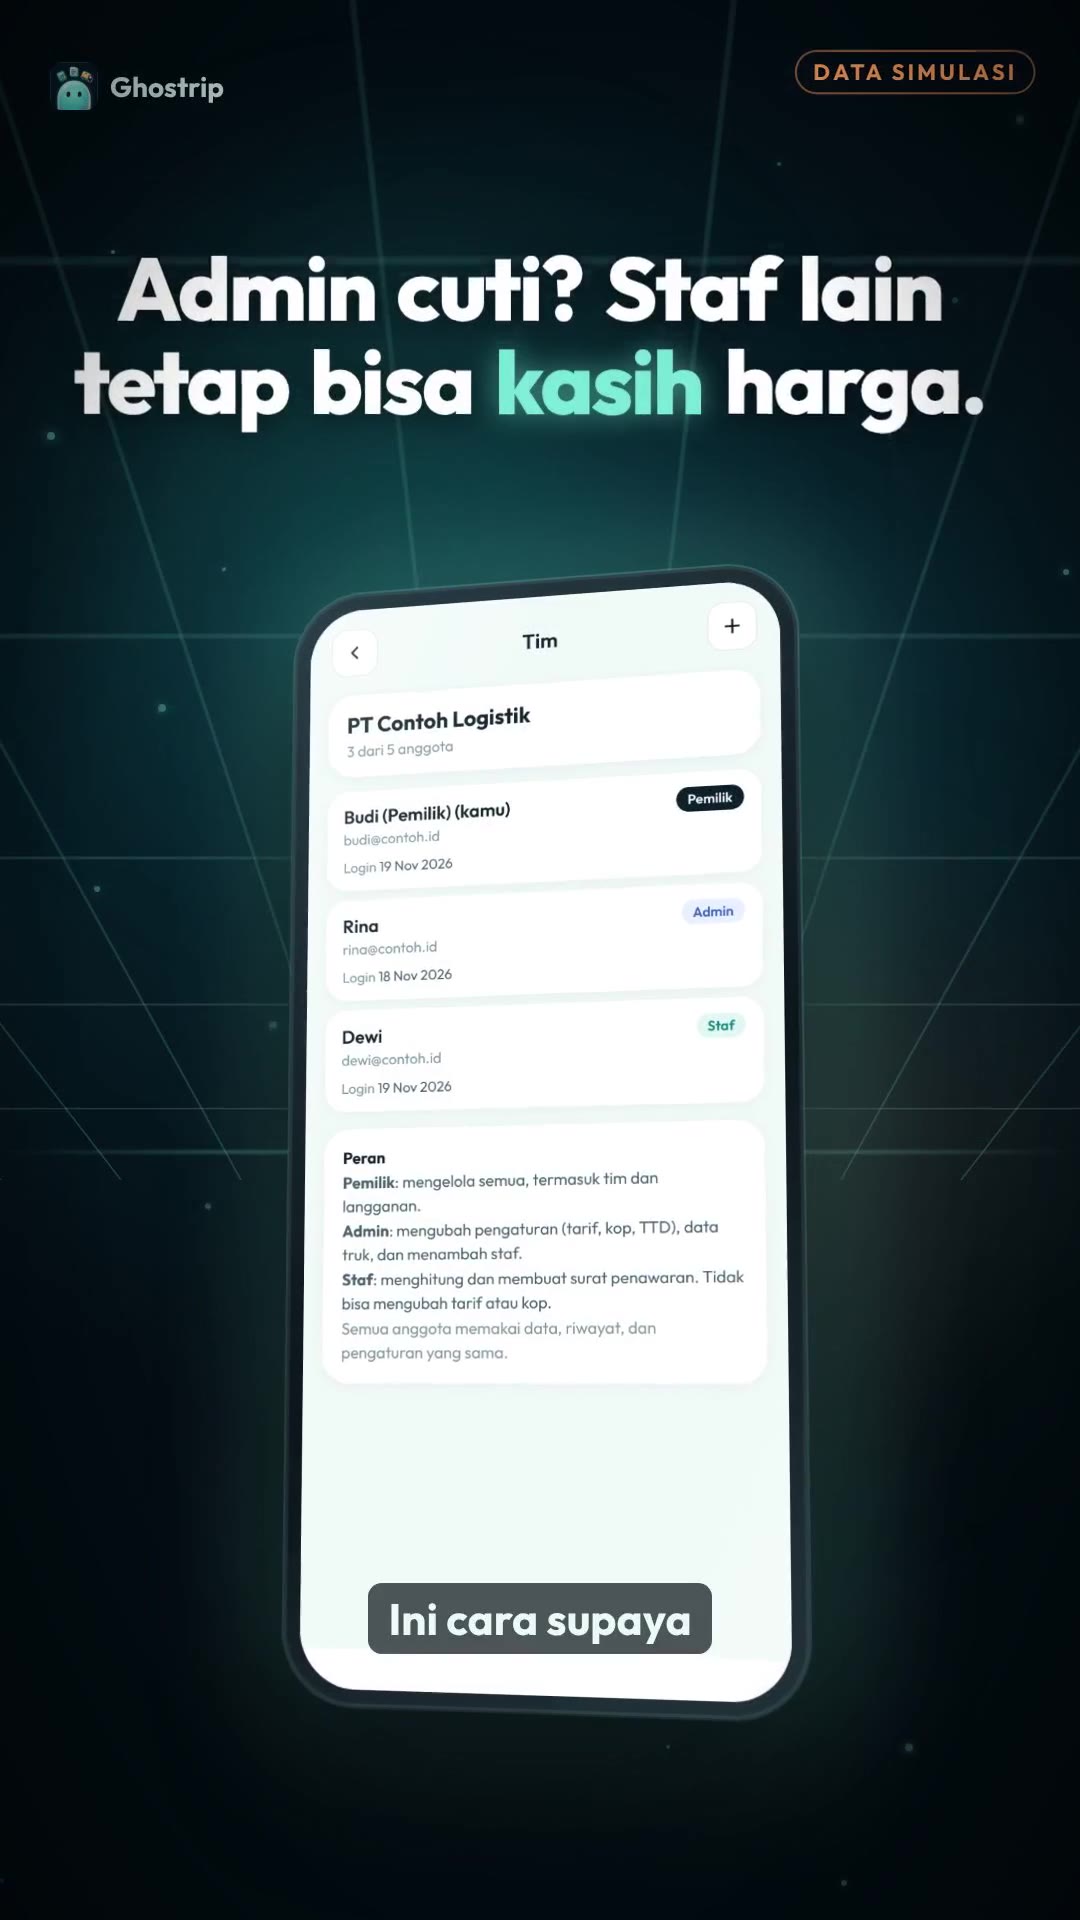 Ghostrip
DATA SIMULASI
Admin cuti? Staf lain
tetap bisa kasih harga.
Tim
PT Contoh Logistik
3 dari 5 anggota
Budi (Pemilik) (kamu)
Pemilik
budi@contoh.id
Login 19 Nov 2026
Rina
Admin
rina@contoh.id
Login 18 Nov 2026
Dewi
Staf
dewi@contoh.id
Login 19 Nov 2026
Peran
Pemilik: mengelola semua, termasuk tim dan
langganan.
Admin: mengubah pengaturan (tarif, kop, TTD), data
truk, dan menambah staf.
Staf: menghitung dan membuat surat penawaran. Tidak
bisa mengubah tarif atau kop.
Semua anggota memakai data, riwayat, dan
pengaturan yang sama.
Ini cara supaya